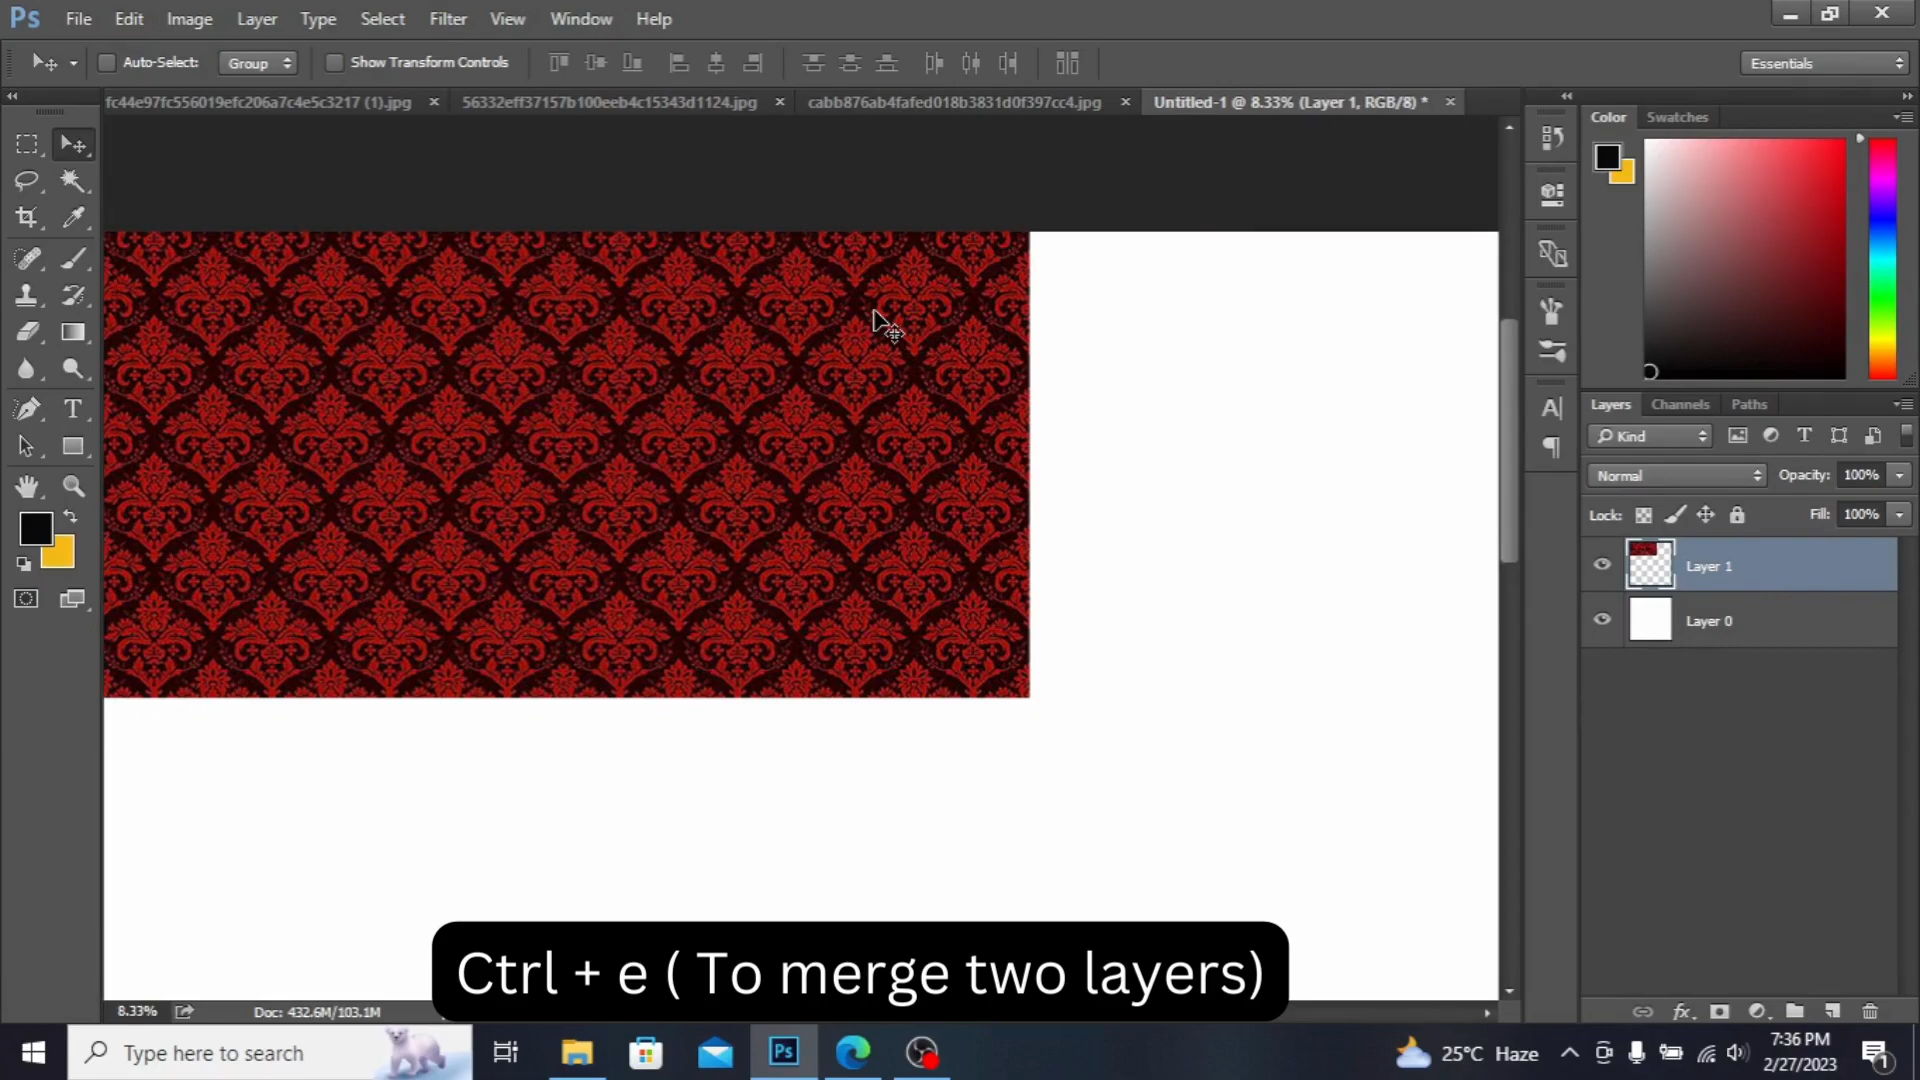 Ps File Edit Image Layer Type Select Filter View Window Help
Auto-Select: Group Show Transform Controls Essentials
fc44e97fc556019efc206a7c4e5c3217 (1).jpg × 56332eff37157b100eeb4c15343d1124.jpg × cabb876ab4fafed018b3831d0f397cc4.jpg × Untitled-1 @ 8.33% (Layer 1, RGB/8) * ×
Color Swatches
Layers Channels Paths
Kind
Normal Opacity: 100%
Lock: Fill: 100%
Layer 1
Layer 0
Ctrl + e ( To merge two layers)
8.33% Doc: 432.6M/103.1M
Type here to search
Ps
25°C Haze
7:36 PM
2/27/2023
1